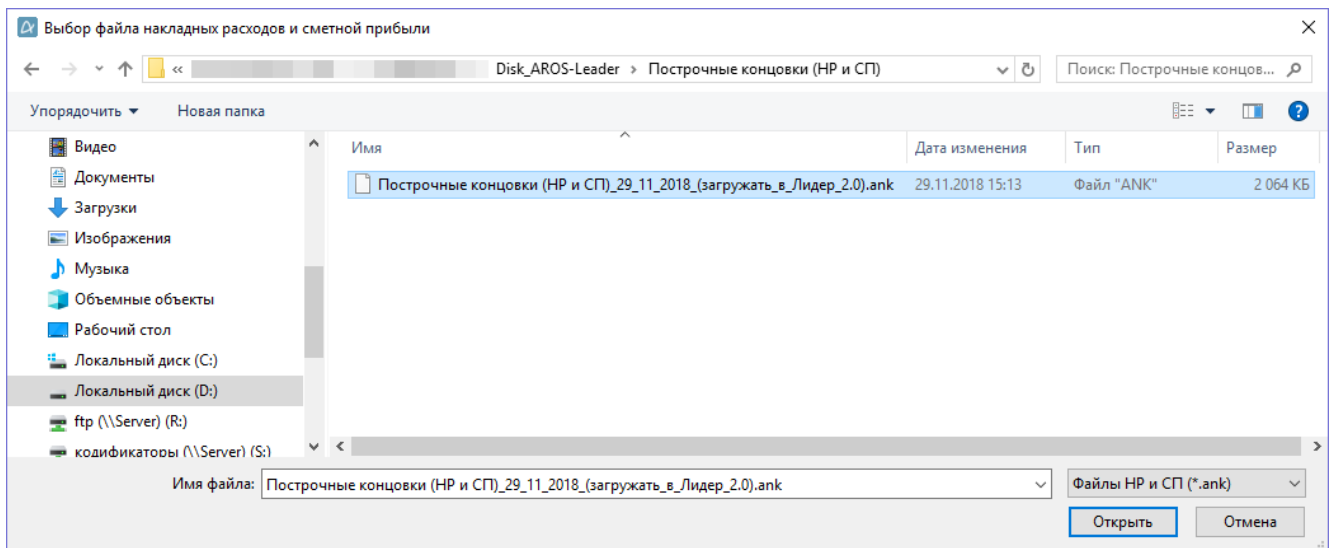 Выбор файла накладных расходов и сметной прибыли
« Disk_AROS-Leader › Построчные концовки (НР и СП) Поиск: Построчные концов...
Упорядочить Новая папка
Имя Дата изменения Тип Размер
Видео
Документы
Загрузки
Изображения
Музыка
Объемные объекты
Рабочий стол
Локальный диск (C:)
Локальный диск (D:)
ftp (\\Server) (R:)
кодификаторы (\\Server) (S:)
Построчные концовки (НР и СП)_29_11_2018_(загружать_в_Лидер_2.0).ank 29.11.2018 15:13 Файл "ANK" 2 064 КБ
Имя файла: Построчные концовки (НР и СП)_29_11_2018_(загружать_в_Лидер_2.0).ank Файлы НР и СП (*.ank)
Открыть Отмена